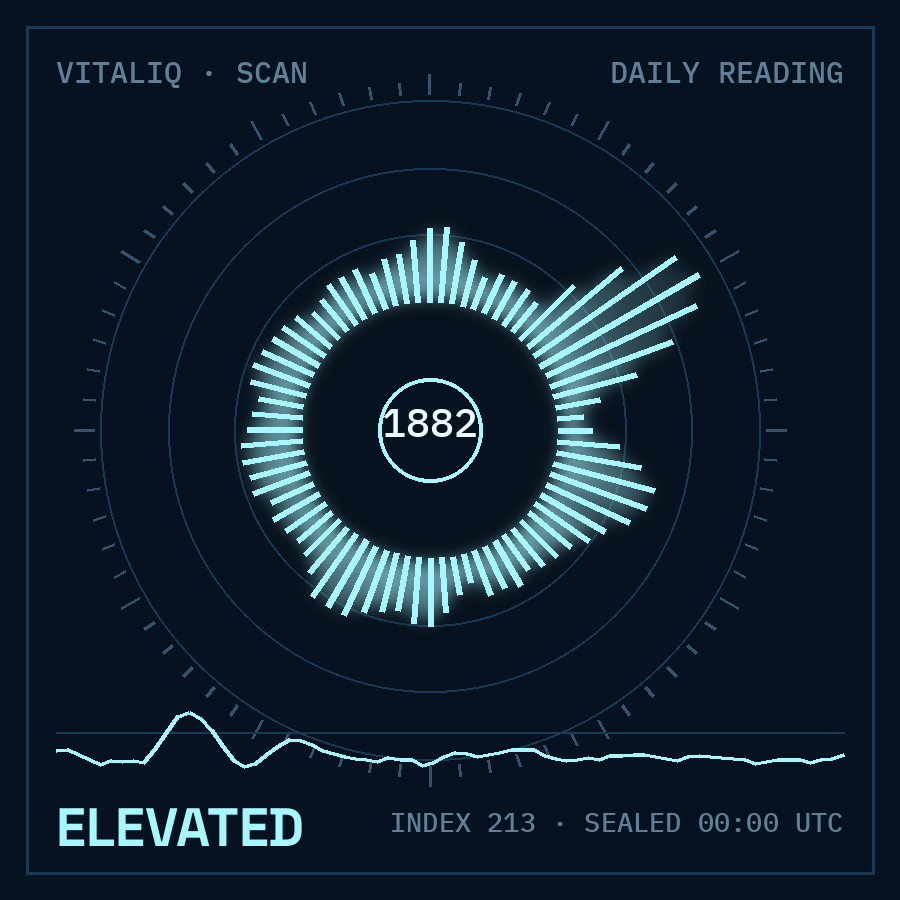 VITALIQ · SCAN
DAILY READING
1882
ELEVATED
INDEX 213 · SEALED 00:00 UTC